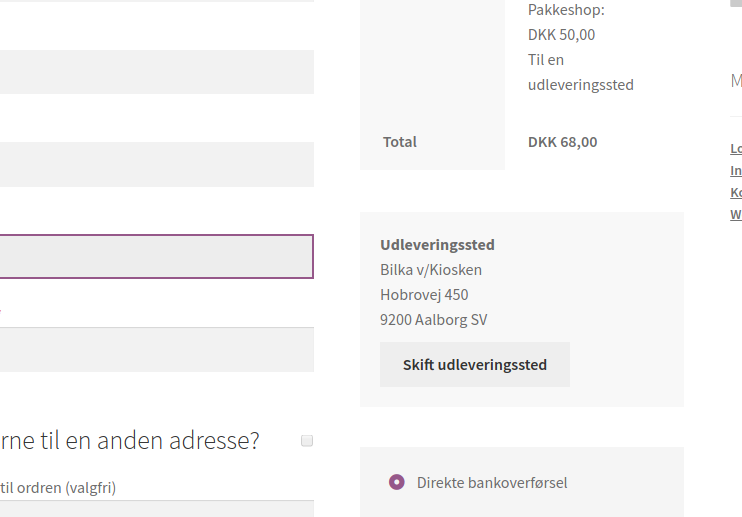 Pakkeshop:
DKK 50,00
Til en
udleveringssted
Total
DKK 68,00
Udleveringssted
Bilka v/Kiosken
Hobrovej 450
9200 Aalborg SV
Skift udleveringssted
rne til en anden adresse?
til ordren (valgfri)
Direkte bankoverførsel
M
Lo
In
Ko
W